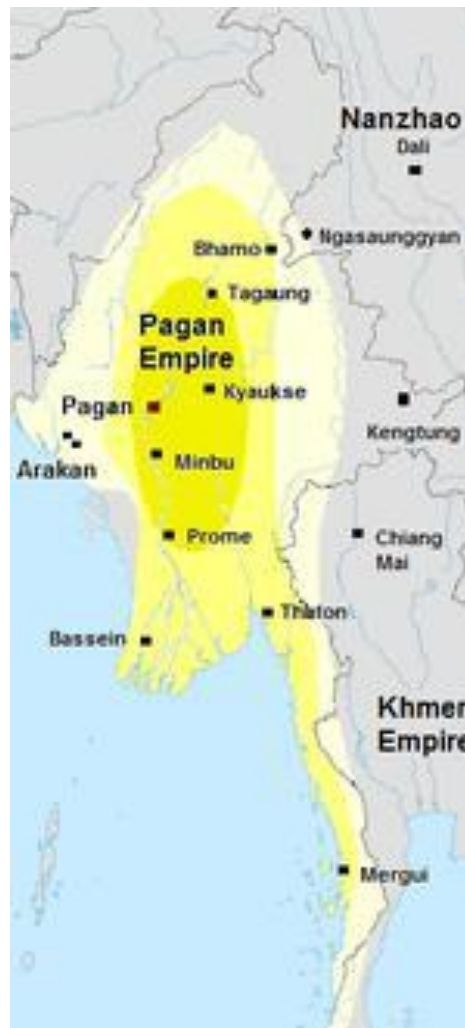 Nanzhao
Dali
Ngasaunggyan
Bhamo
Tagaung
Pagan
Empire
Kyaukse
Pagan
Kengtung
Arakan
Minbu
Prome
Chiang
Mai
Thaton
Bassein
Khmer
Empire
Mergui